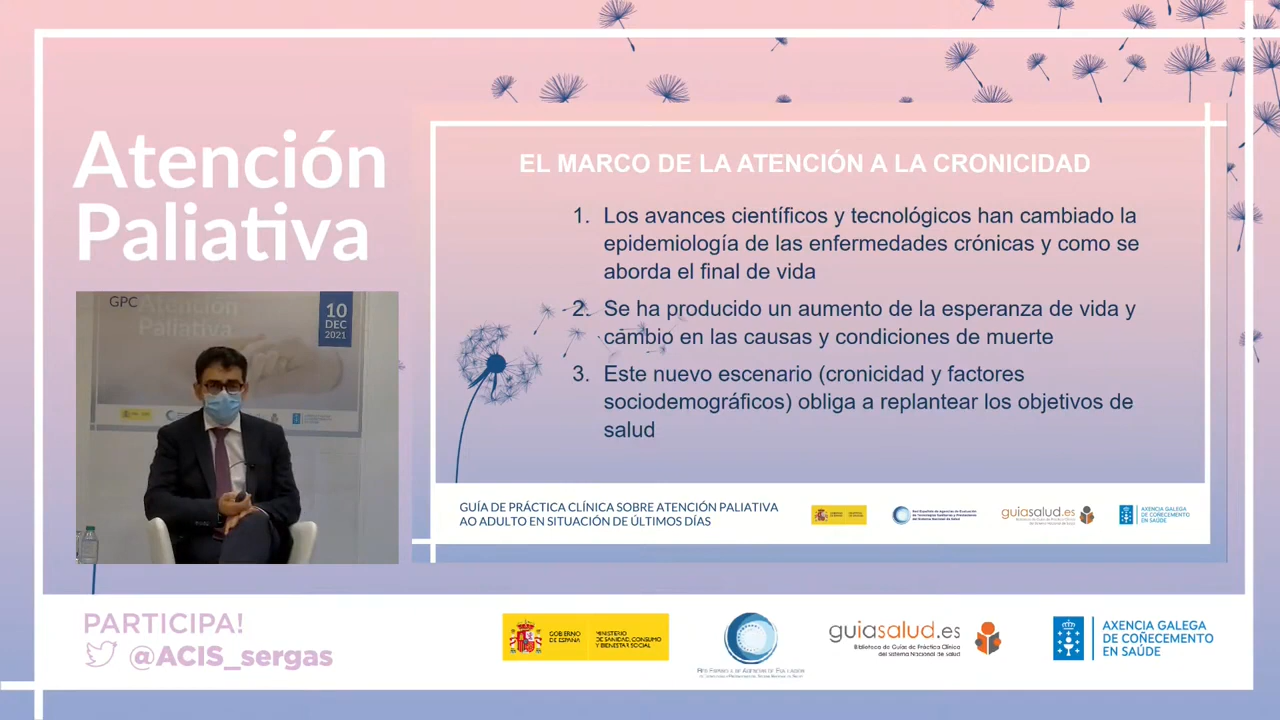 Atención
Paliativa
GPC
Atención
Paliativa
10
DEC
2021
EL MARCO DE LA ATENCIÓN A LA CRONICIDAD
1. Los avances científicos y tecnológicos han cambiado la
epidemiología de las enfermedades crónicas y como se
aborda el final de vida
2. Se ha producido un aumento de la esperanza de vida y
cambio en las causas y condiciones de muerte
3. Este nuevo escenario (cronicidad y factores
sociodemográficos) obliga a replantear los objetivos de
salud
GUÍA DE PRÁCTICA CLÍNICA SOBRE ATENCIÓN PALIATIVA
AO ADULTO EN SITUACIÓN DE ÚLTIMOS DÍAS
guiasalud.es
AXENCIA GALEGA
DE COÑECEMENTO
EN SAÚDE
PARTICIPA!
@ACIS_sergas
GOBIERNO
DE ESPAÑA
MINISTERIO
DE SANIDAD, CONSUMO
Y BIENESTAR SOCIAL
guiasalud.es
Biblioteca de Guías de Práctica Clínica
del Sistema Nacional de Salud
AXENCIA GALEGA
DE COÑECEMENTO
EN SAÚDE